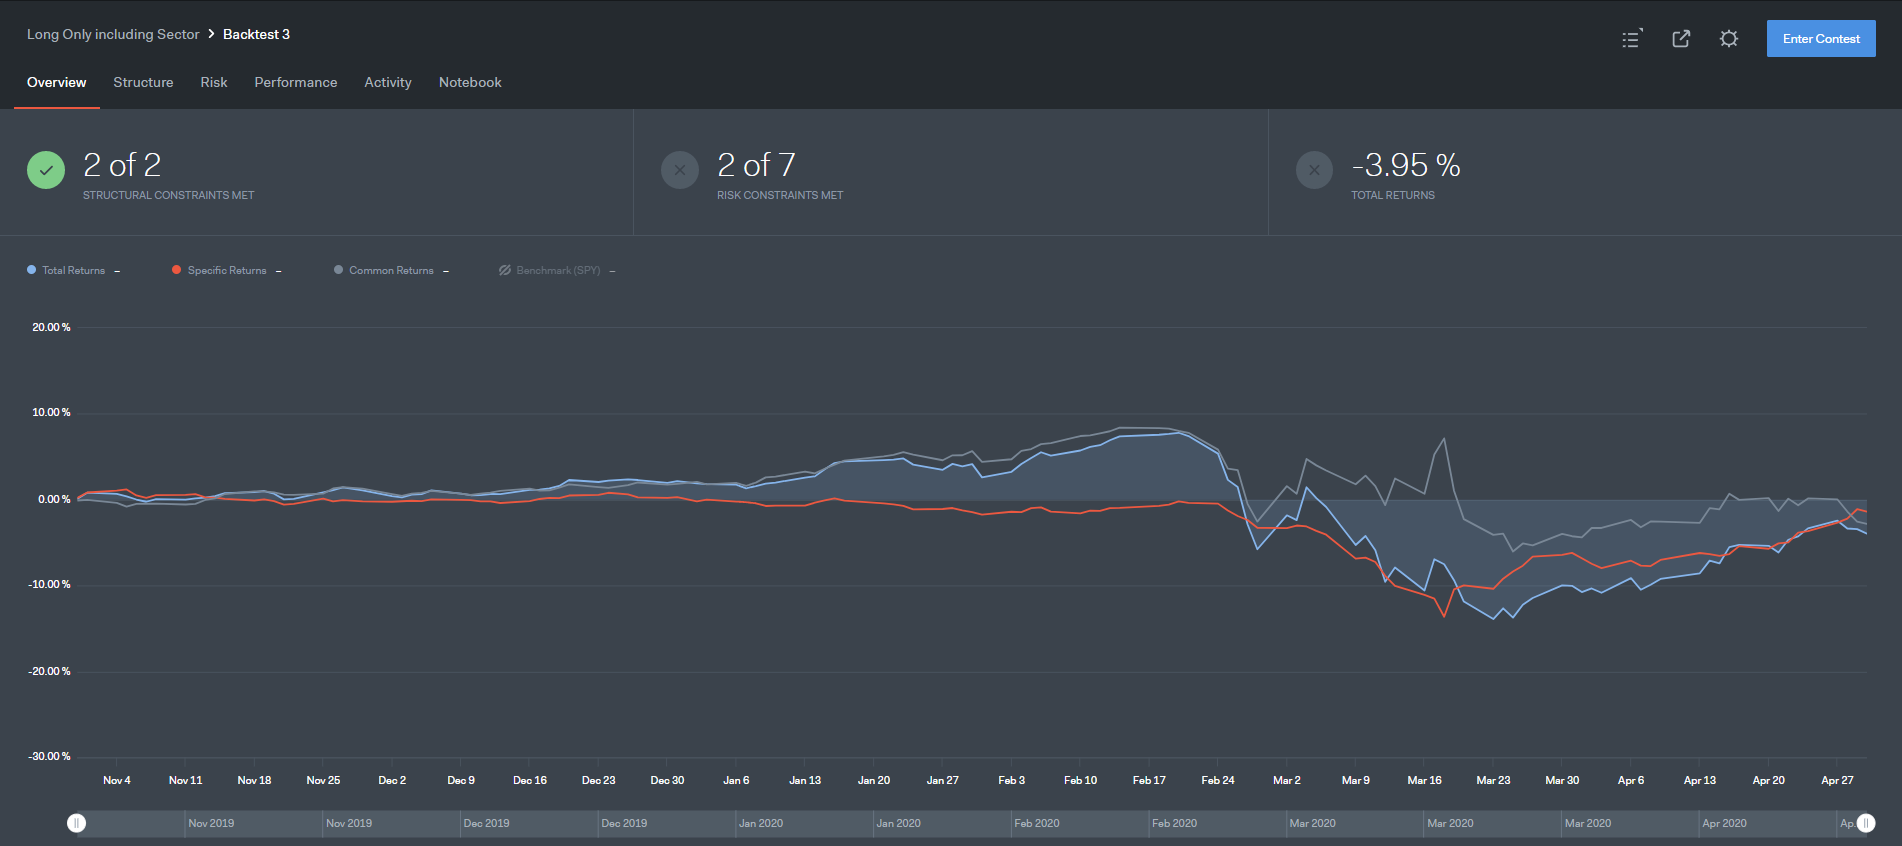 Long Only including Sector > Backtest 3
Enter Contest
Overview Structure Risk Performance Activity Notebook
2 of 2
STRUCTURAL CONSTRAINTS MET
2 of 7
RISK CONSTRAINTS MET
-3.95 %
TOTAL RETURNS
Total Returns – Specific Returns – Common Returns – Benchmark (SPY) –
20.00 %
10.00 %
0.00 %
-10.00 %
-20.00 %
-30.00 %
Nov 4 Nov 11 Nov 18 Nov 25 Dec 2 Dec 9 Dec 16 Dec 23 Dec 30 Jan 6 Jan 13 Jan 20 Jan 27 Feb 3 Feb 10 Feb 17 Feb 24 Mar 2 Mar 9 Mar 16 Mar 23 Mar 30 Apr 6 Apr 13 Apr 20 Apr 27
Nov 2019 Nov 2019 Dec 2019 Dec 2019 Jan 2020 Jan 2020 Feb 2020 Feb 2020 Mar 2020 Mar 2020 Mar 2020 Apr 2020 Ap